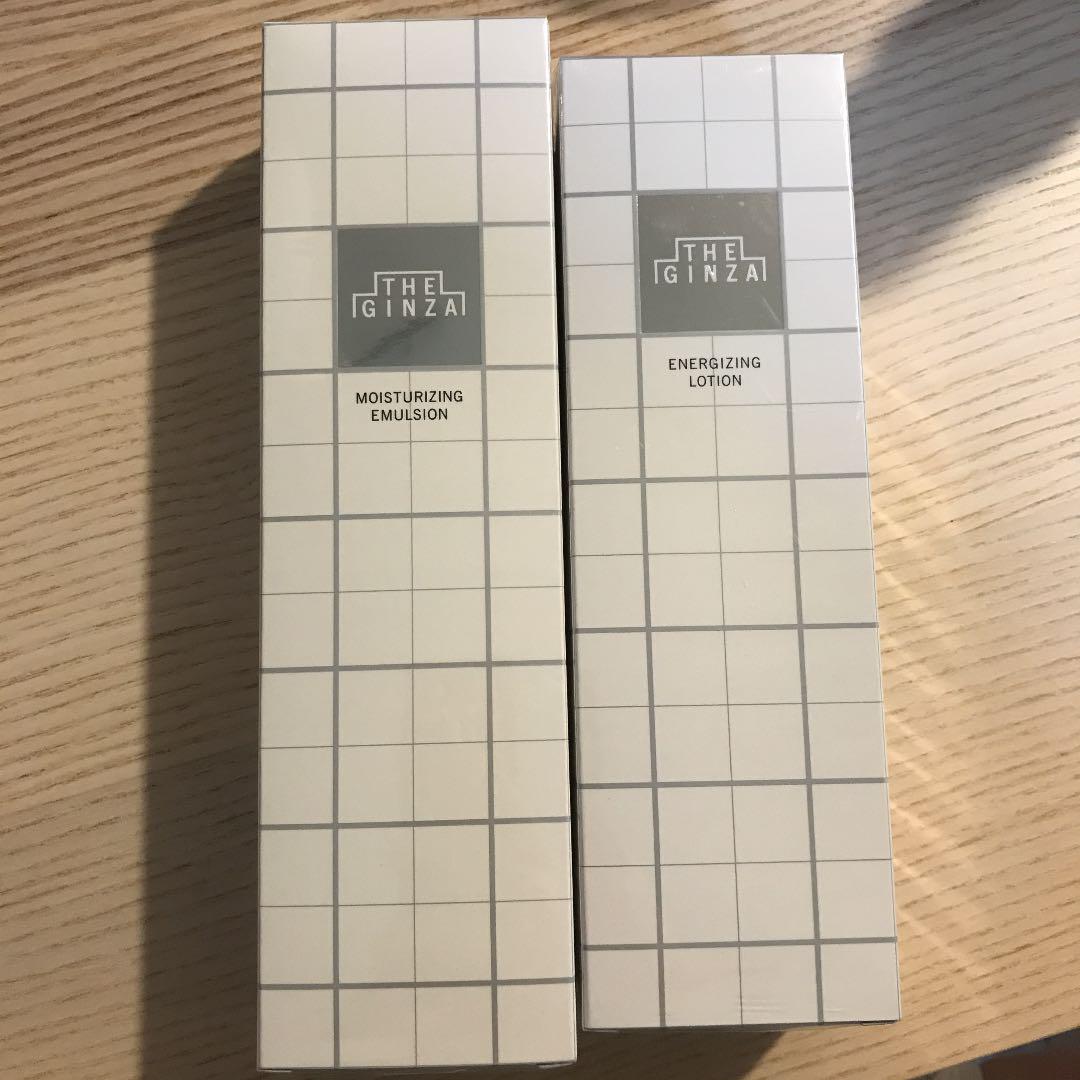 THE
GINZA
MOISTURIZING
EMULSION
THE
GINZA
ENERGIZING
LOTION